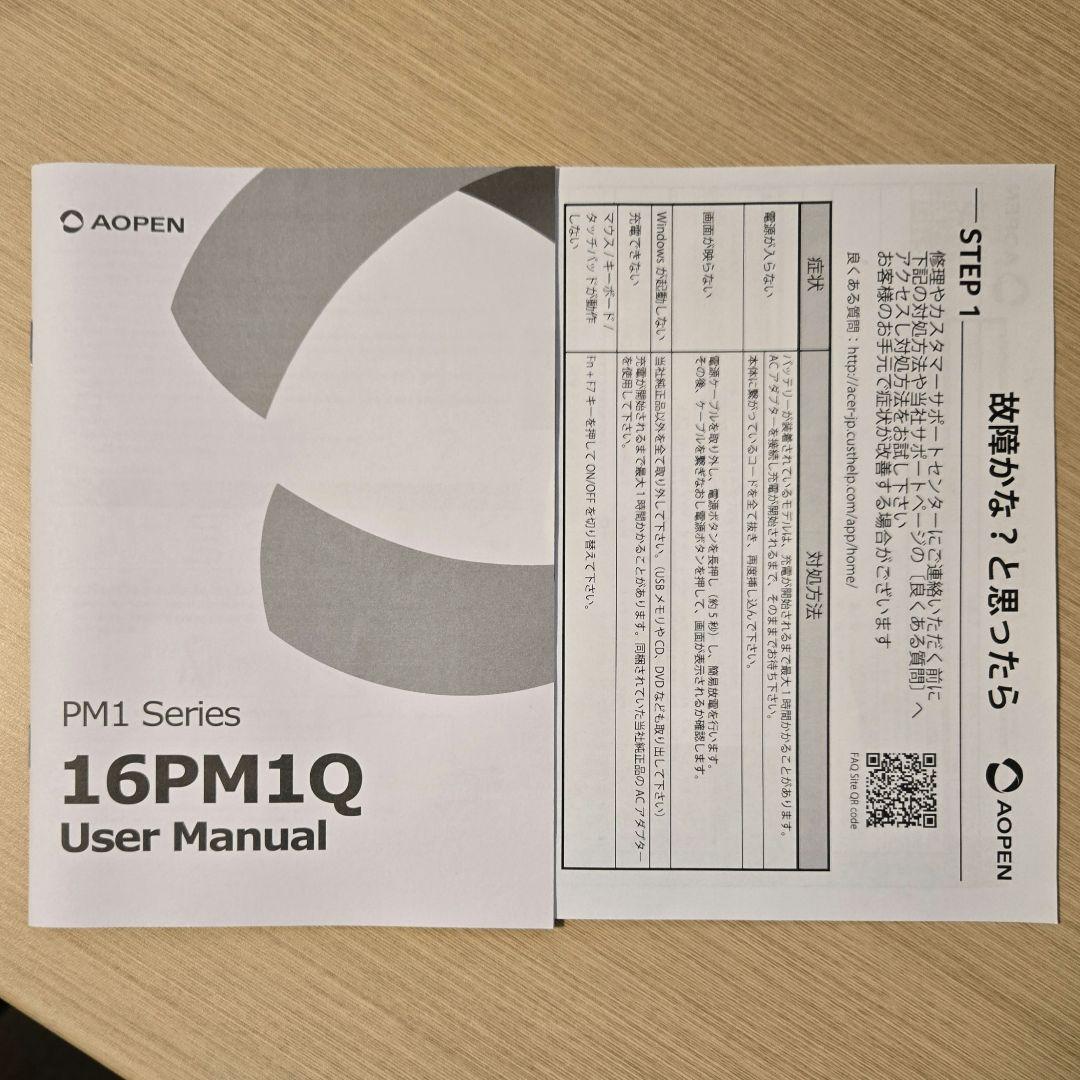 AOPEN
PM1 Series
16PM1Q
User Manual
故障かな？と思ったら
AOPEN
STEP 1
修理やカスタマーサポートセンターにご連絡いただく前に
下記の対処方法や当社サポートページの〔良くある質問〕へ
アクセスし対処方法をお試し下さい
お客様のお手元で症状が改善する場合がございます
良くある質問：http://acer-jp.custhelp.com/app/home/
FAQ Site QR code
症状
対処方法
電源が入らない
バッテリーが装着されているモデルは、充電が開始されるまで最大1時間かかることがあります。
ACアダプターを接続し充電が開始されるまで、そのままでお待ち下さい。
本体に繋がっているコードを全て抜き、再度挿し込んで下さい。
画面が映らない
電源ケーブルを取り外し、電源ボタンを長押し（約5秒）し、簡易放電を行います。
その後、ケーブルを繋ぎなおし電源ボタンを押して、画面が表示されるか確認します。
Windowsが起動しない
当社純正品以外を全て取り外して下さい。（USBメモリやCD、DVDなども取り出して下さい）
充電できない
充電が開始されるまで最大1時間かかることがあります。同梱されていた当社純正品のACアダプター
を使用して下さい。
マウス / キーボード /
タッチパッドが動作
しない
Fn + F7 キーを押して ON/OFF を切り替えて下さい。